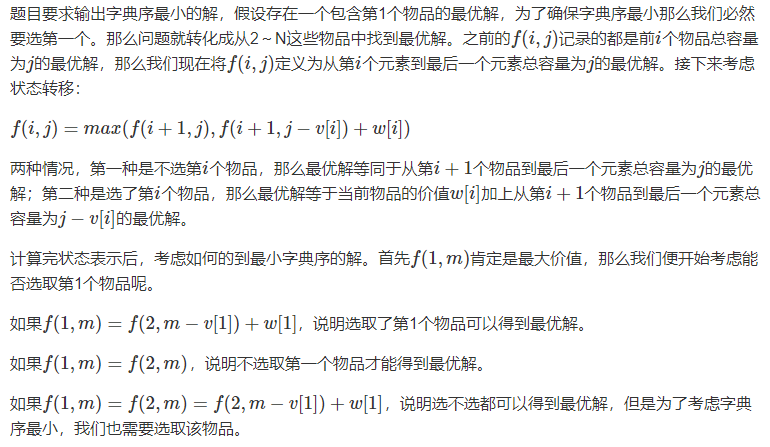 题目要求输出字典序最小的解，假设存在一个包含第1个物品的最优解，为了确保字典序最小那么我们必然
要选第一个。那么问题就转化成从2～N这些物品中找到最优解。之前的f(i,j)记录的都是前i个物品总容量
为j的最优解，那么我们现在将f(i,j)定义为从第i个元素到最后一个元素总容量为j的最优解。接下来考虑
状态转移：
f(i,j) = max(f(i+1,j), f(i+1,j−v[i])+w[i])
两种情况，第一种是不选第i个物品，那么最优解等同于从第i+1个物品到最后一个元素总容量为j的最优
解；第二种是选了第i个物品，那么最优解等于当前物品的价值w[i]加上从第i+1个物品到最后一个元素总
容量为j−v[i]的最优解。
计算完状态表示后，考虑如何的到最小字典序的解。首先f(1,m)肯定是最大价值，那么我们便开始考虑能
否选取第1个物品呢。
如果f(1,m) = f(2,m−v[1])+w[1]，说明选取了第1个物品可以得到最优解。
如果f(1,m) = f(2,m)，说明不选取第一个物品才能得到最优解。
如果f(1,m) = f(2,m) = f(2,m−v[1])+w[1]，说明选不选都可以得到最优解，但是为了考虑字典
序最小，我们也需要选取该物品。